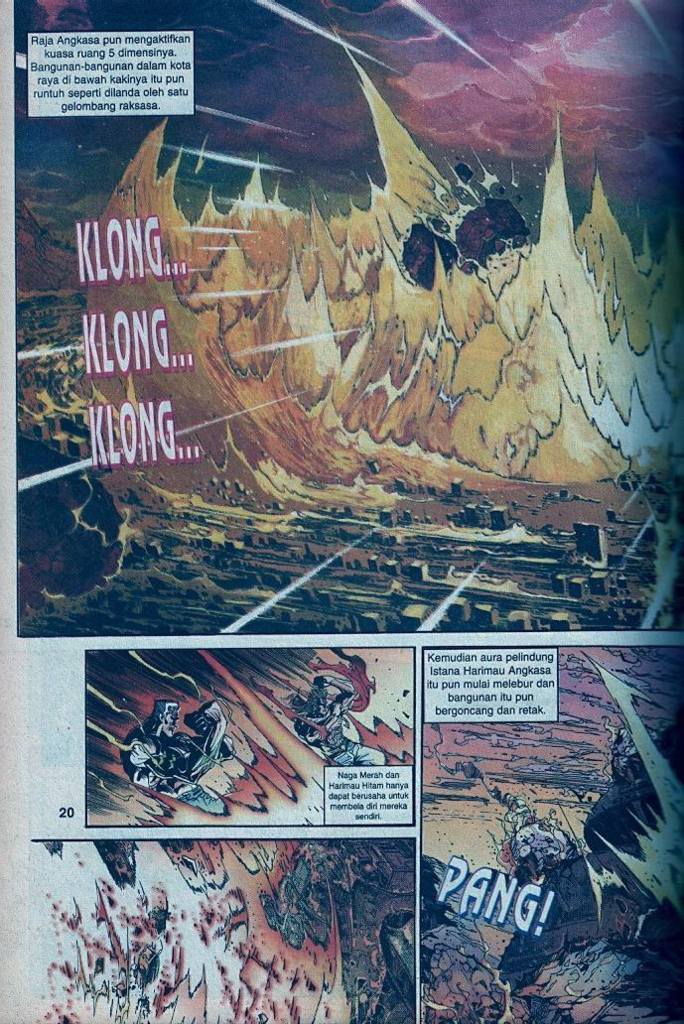 Raja Angkasa pun mengaktifkan
kuasa ruang 5 dimensinya.
Bangunan-bangunan dalam kota
raya di bawah kakinya itu pun
runtuh seperti dilanda oleh satu
gelombang raksasa.
KLONG...
KLONG...
KLONG...
Kemudian aura pelindung
Istana Harimau Angkasa
itu pun mulai melebur dan
bangunan itu pun
bergoncang dan retak.
Naga Merah dan
Harimau Hitam hanya
dapat berusaha untuk
membela diri mereka
sendiri.
20
PANG!